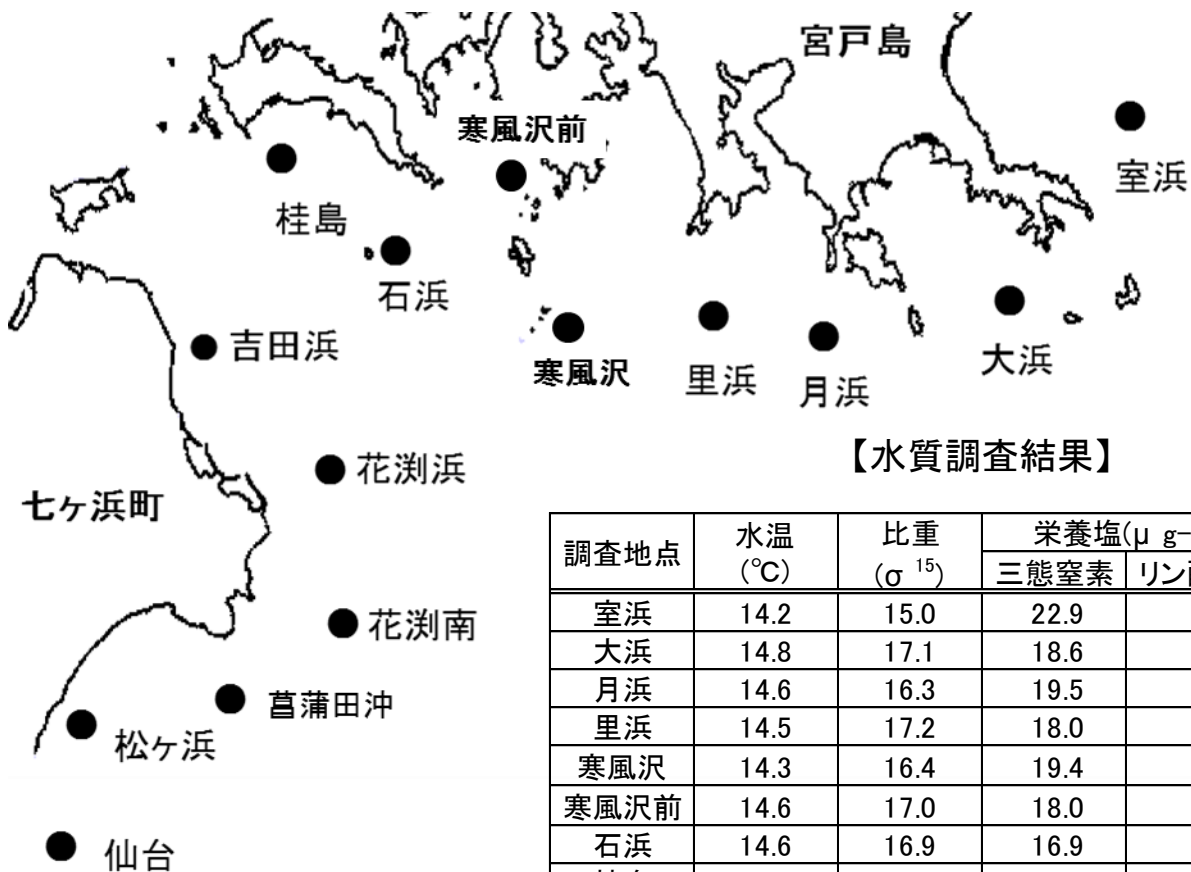 宮戸島
寒風沢前
室浜
桂島
石浜
吉田浜
寒風沢
里浜
月浜
大浜
花渕浜
【水質調査結果】
七ヶ浜町
花渕南
菖蒲田沖
松ヶ浜
仙台
調査地点 水温 (℃) 比重 (σ 15) 栄養塩(μ g-
三態窒素 リン
室浜 14.2 15.0 22.9
大浜 14.8 17.1 18.6
月浜 14.6 16.3 19.5
里浜 14.5 17.2 18.0
寒風沢 14.3 16.4 19.4
寒風沢前 14.6 17.0 18.0
石浜 14.6 16.9 16.9